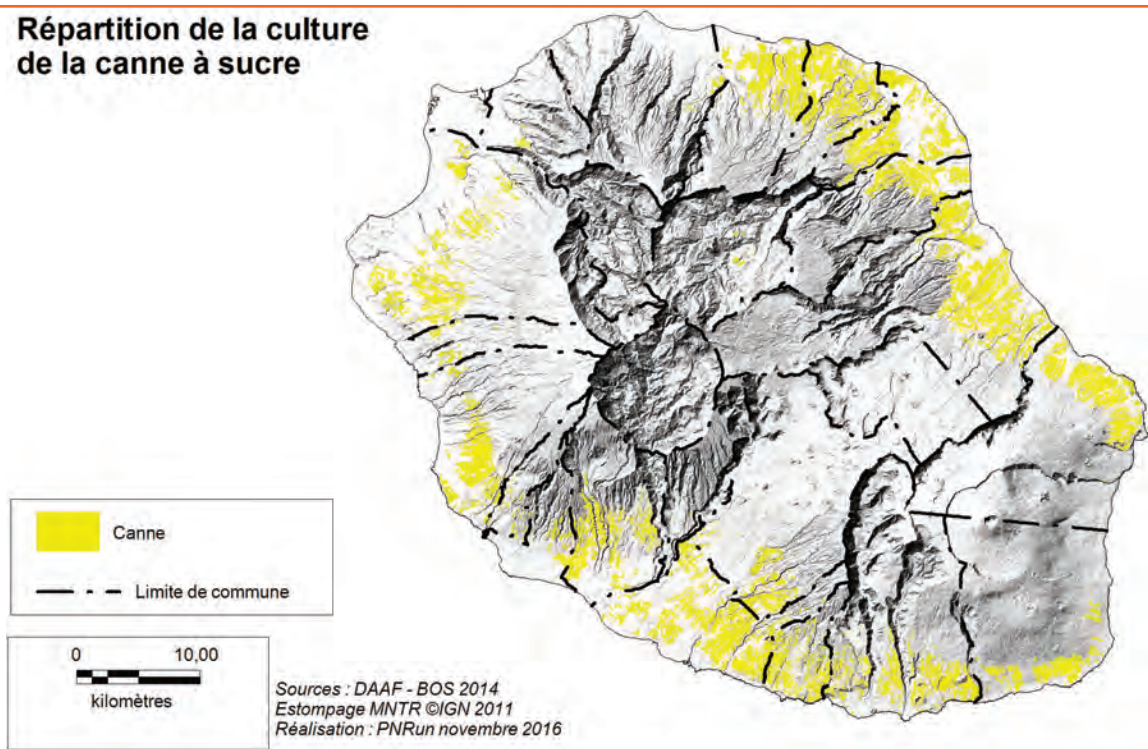 Répartition de la culture
de la canne à sucre
Canne
Limite de commune
0 10,00
kilomètres
Sources : DAAF - BOS 2014
Estompage MNTR ©IGN 2011
Réalisation : PNRun novembre 2016